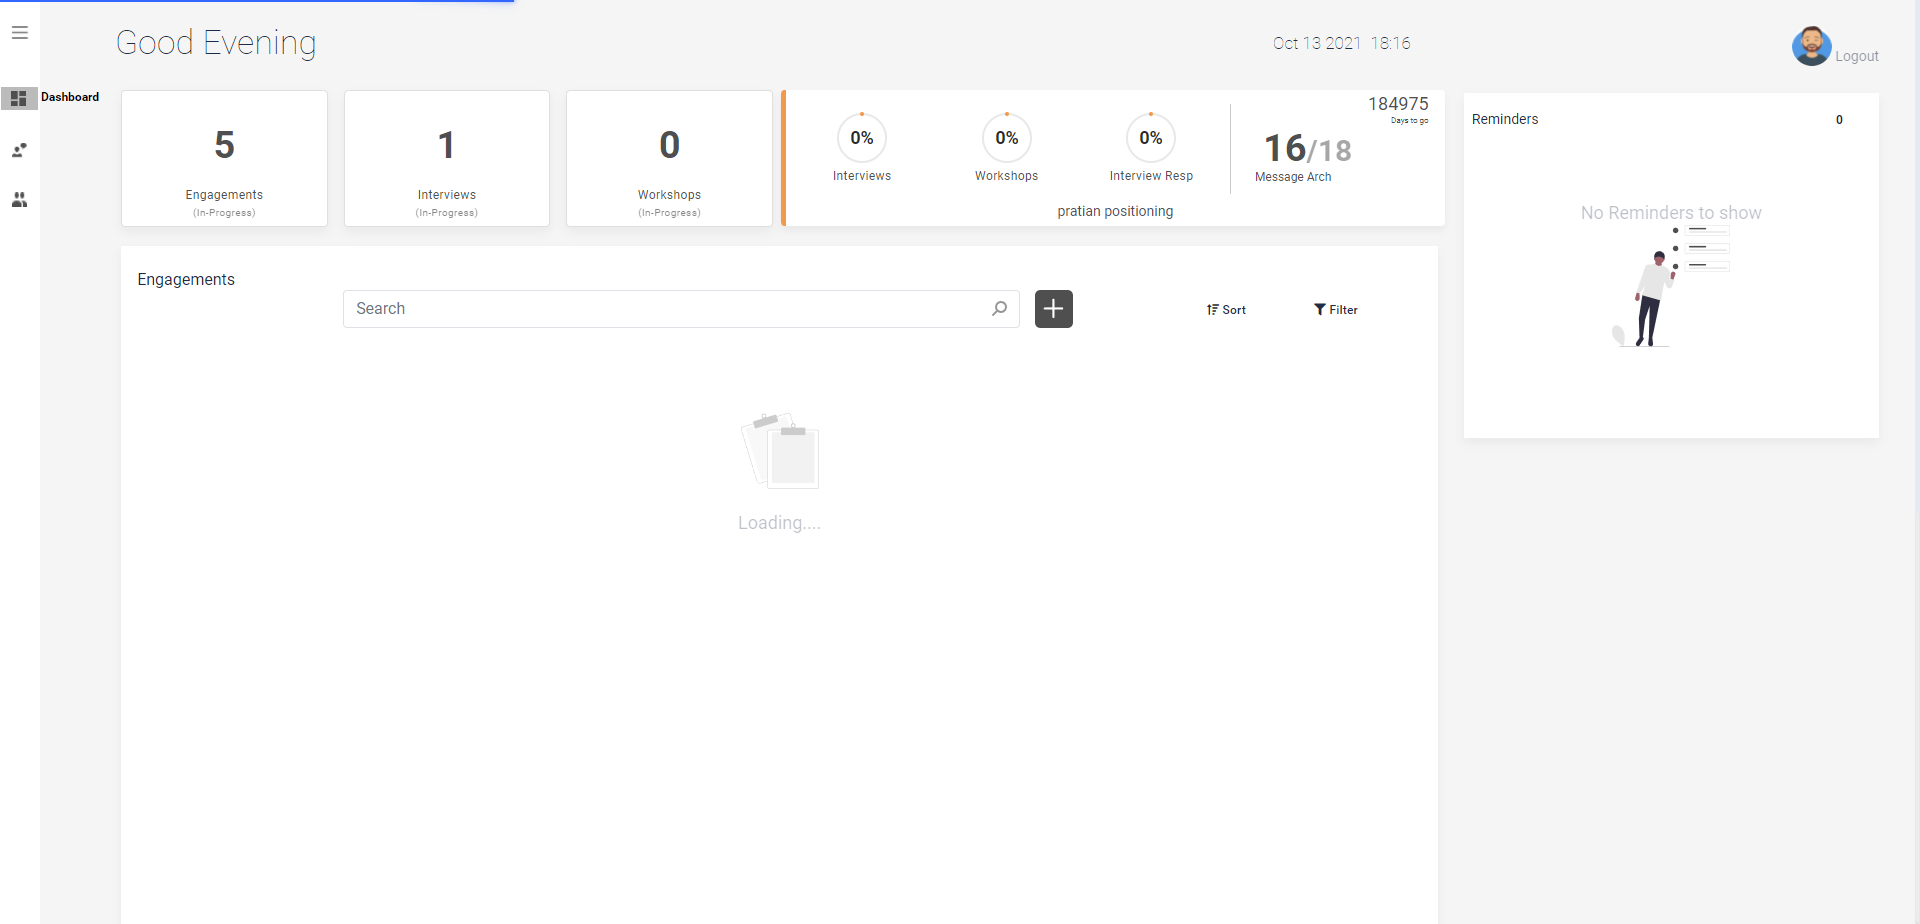 Good Evening
Oct 13 2021 18:16
Logout
Dashboard
5
Engagements
(In-Progress)
1
Interviews
(In-Progress)
0
Workshops
(In-Progress)
0%
Interviews
0%
Workshops
0%
Interview Resp
184975
Days to go
16/18
Message Arch
pratian positioning
Reminders
0
No Reminders to show
Engagements
Search
Sort
Filter
Loading....